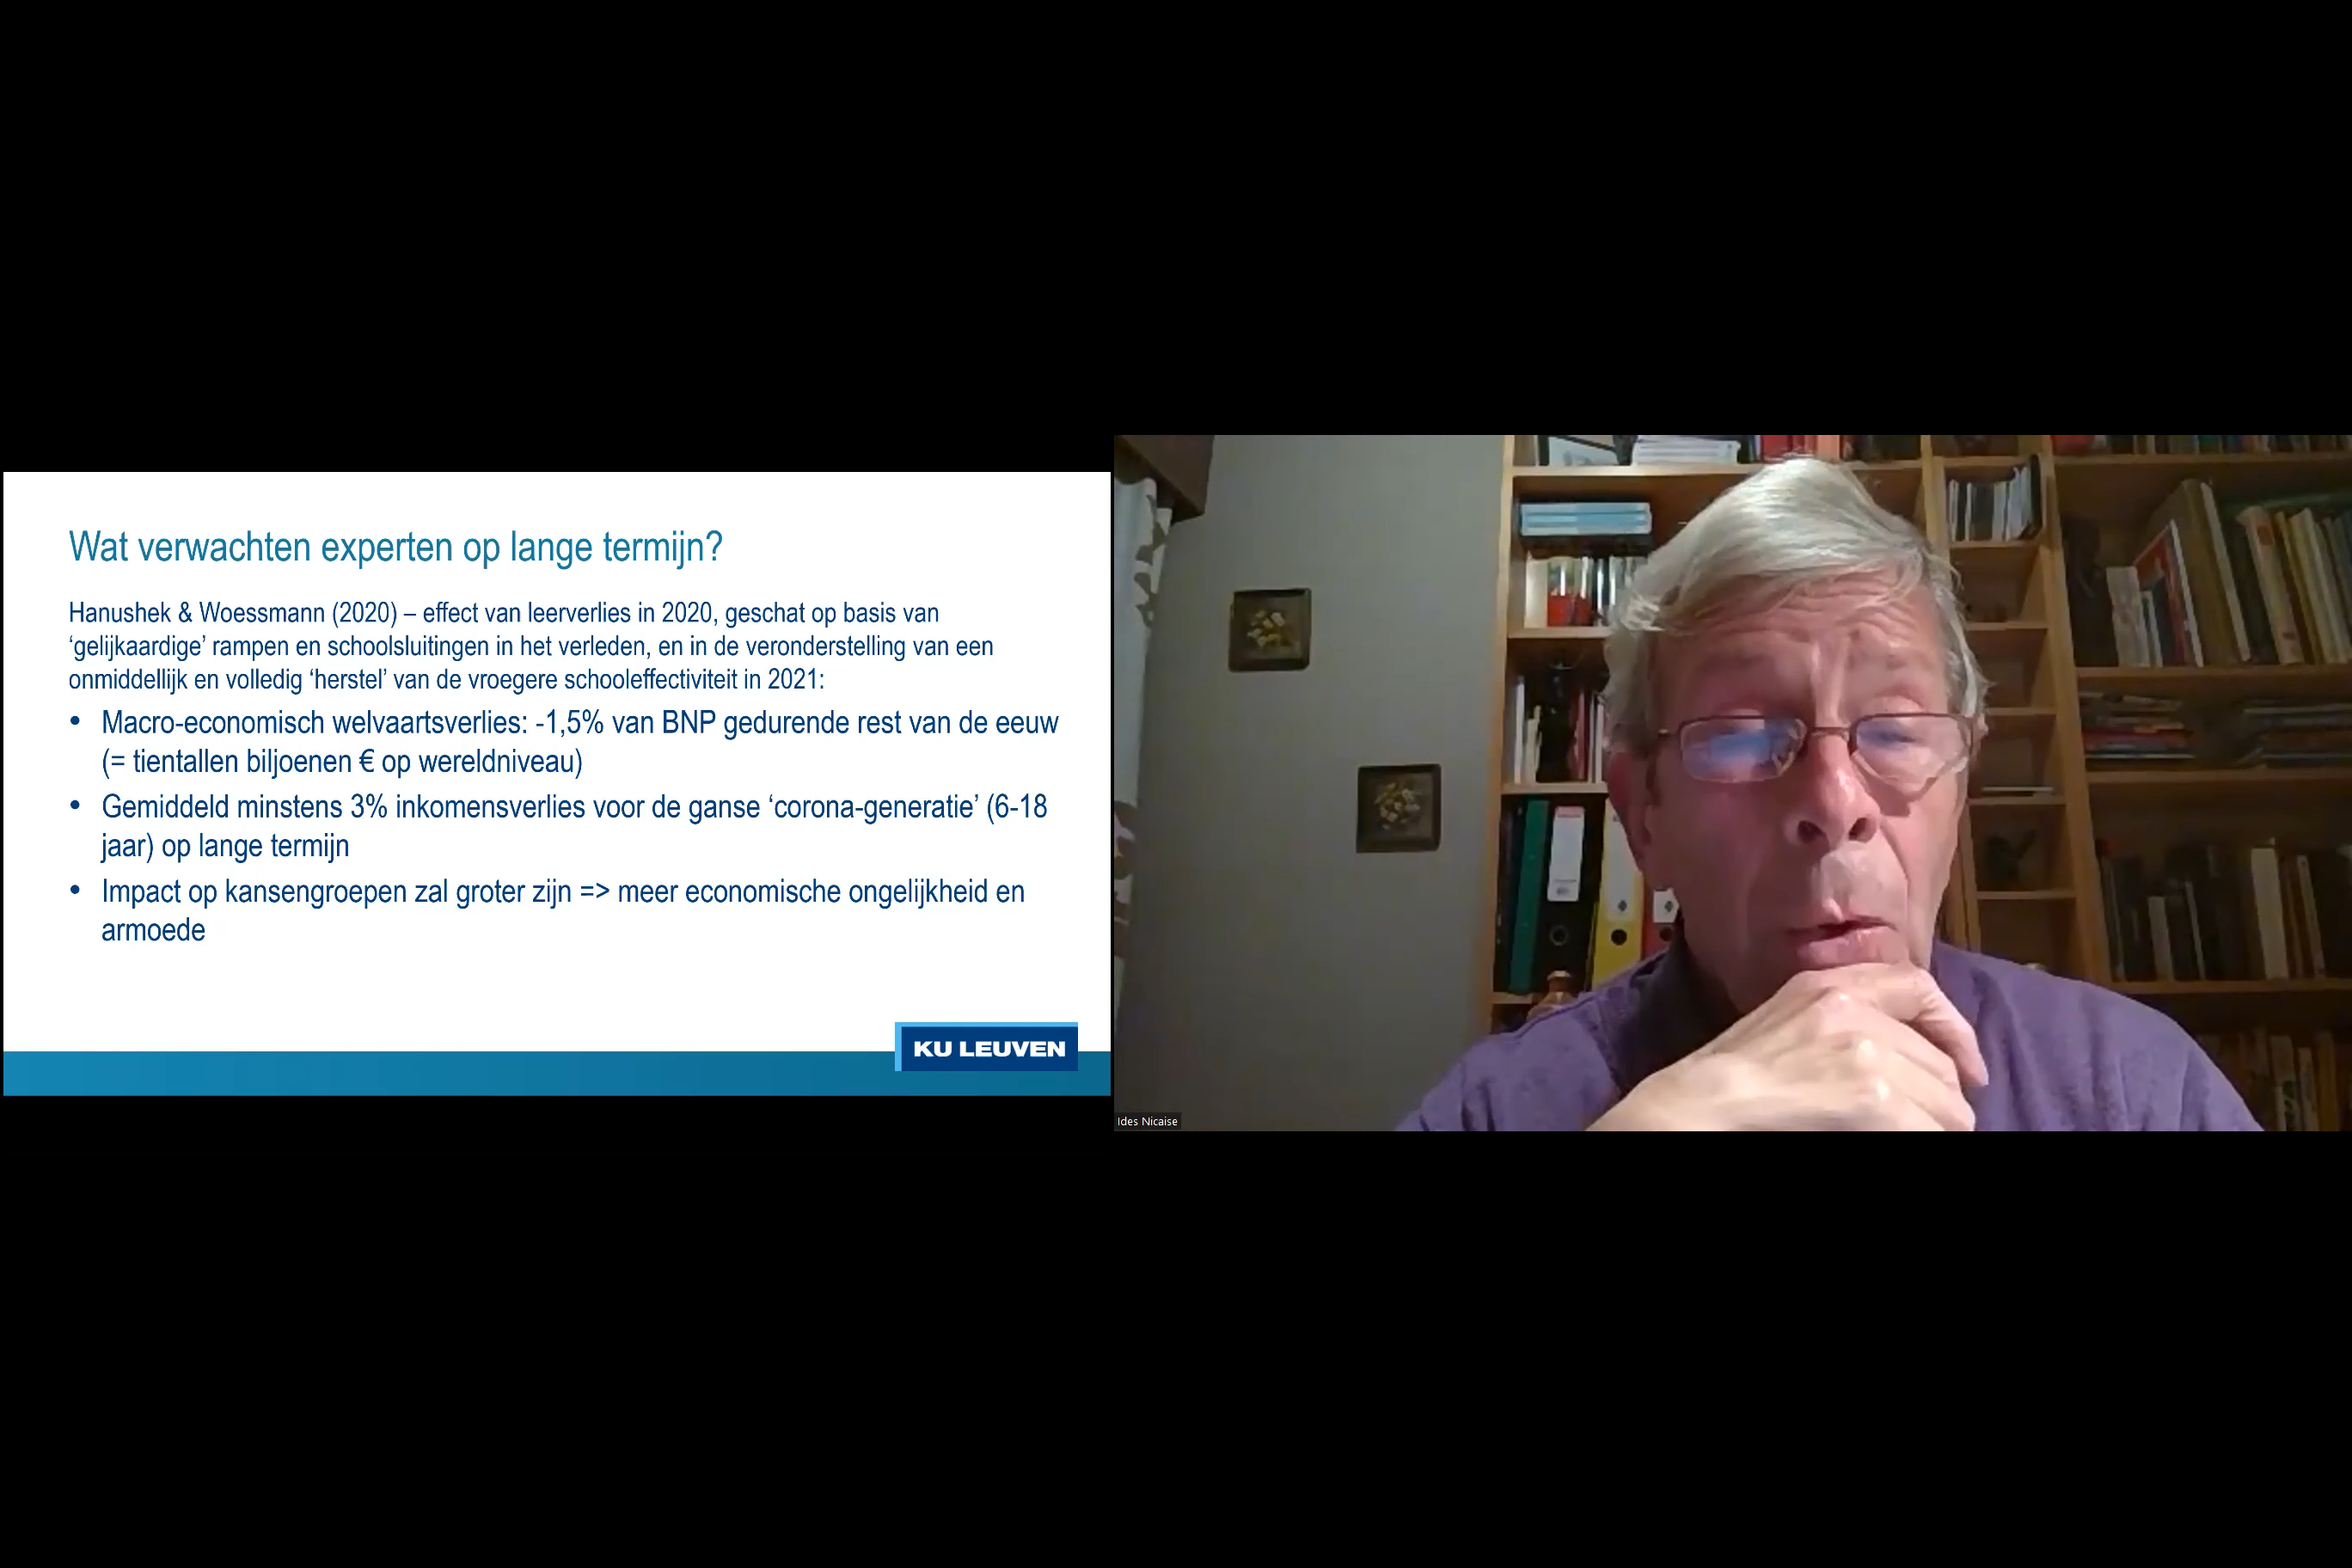 Wat verwachten experten op lange termijn?
Hanushek & Woessmann (2020) – effect van leerverlies in 2020, geschat op basis van
‘gelijkaardige’ rampen en schoolsluitingen in het verleden, en in de veronderstelling van een
onmiddellijk en volledig ‘herstel’ van de vroegere schooleffectiviteit in 2021:
• Macro-economisch welvaartsverlies: -1,5% van BNP gedurende rest van de eeuw
(= tientallen biljoenen € op wereldniveau)
• Gemiddeld minstens 3% inkomensverlies voor de ganse ‘corona-generatie’ (6-18
jaar) op lange termijn
• Impact op kansengroepen zal groter zijn => meer economische ongelijkheid en
armoede
KU LEUVEN
Ides Nicaise